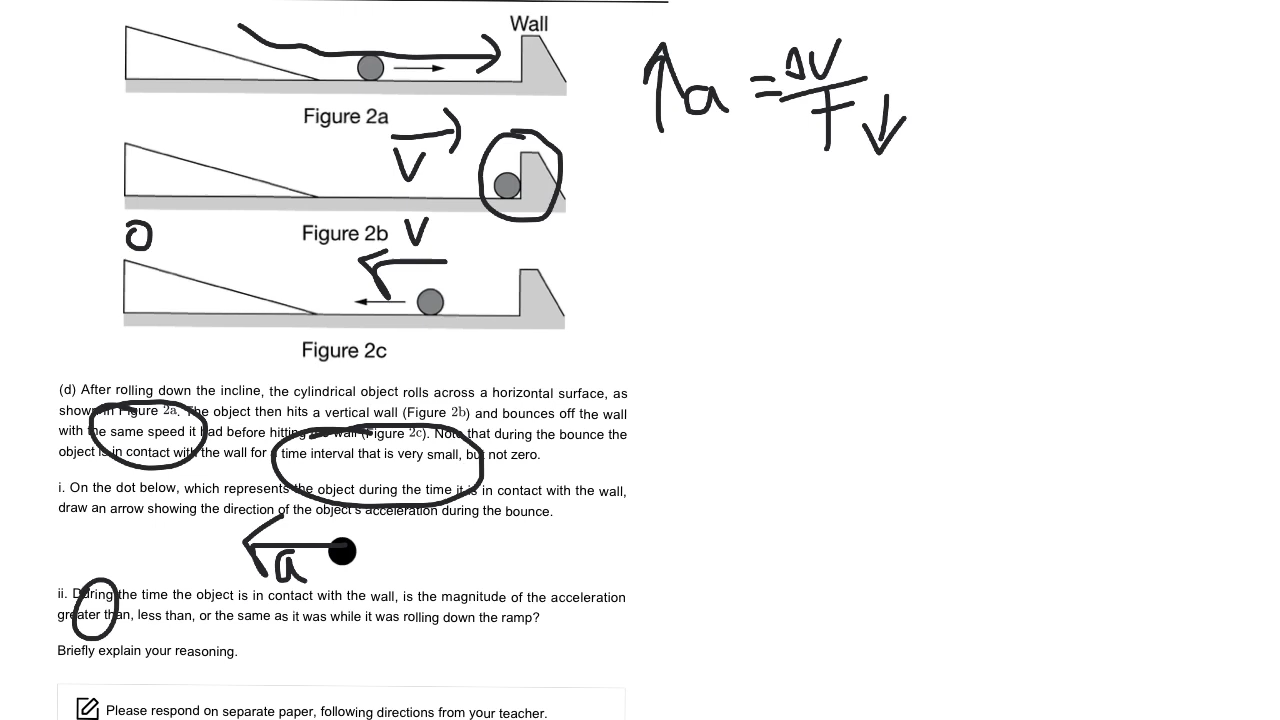 Wall
Figure 2a
a = ΔV
T
V
Figure 2b
V
O
Figure 2c
(d) After rolling down the incline, the cylindrical object rolls across a horizontal surface, as
shown in Figure 2a. The object then hits a vertical wall (Figure 2b) and bounces off the wall
with the same speed it had before hitting the wall (Figure 2c). Note that during the bounce the
object is in contact with the wall for a time interval that is very small, but not zero.
i. On the dot below, which represents the object during the time it is in contact with the wall,
draw an arrow showing the direction of the object's acceleration during the bounce.
a
ii. During the time the object is in contact with the wall, is the magnitude of the acceleration
greater than, less than, or the same as it was while it was rolling down the ramp?
Briefly explain your reasoning.
Please respond on separate paper, following directions from your teacher.